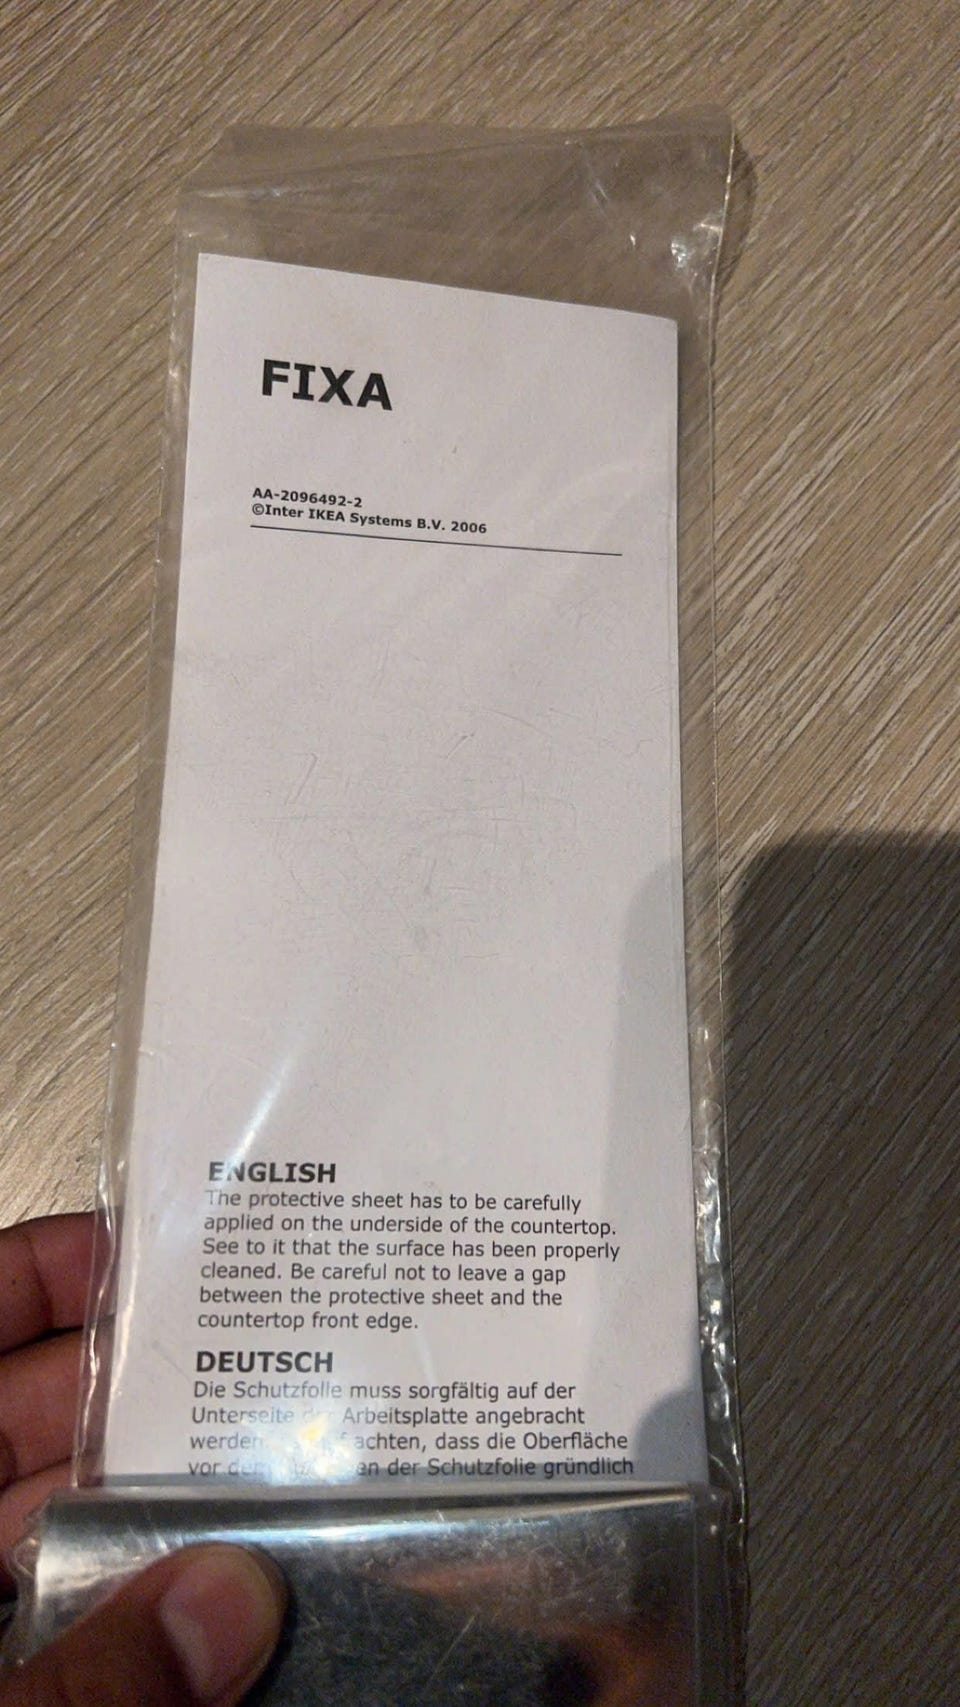 FIXA
AA-2096492-2
©Inter IKEA Systems B.V. 2006
ENGLISH
The protective sheet has to be carefully
applied on the underside of the countertop.
See to it that the surface has been properly
cleaned. Be careful not to leave a gap
between the protective sheet and the
countertop front edge.
DEUTSCH
Die Schutzfolie muss sorgfältig auf der
Unterseite der Arbeitsplatte angebracht
werden. dass die Oberfläche
vor dem der Schutzfolie gründlich